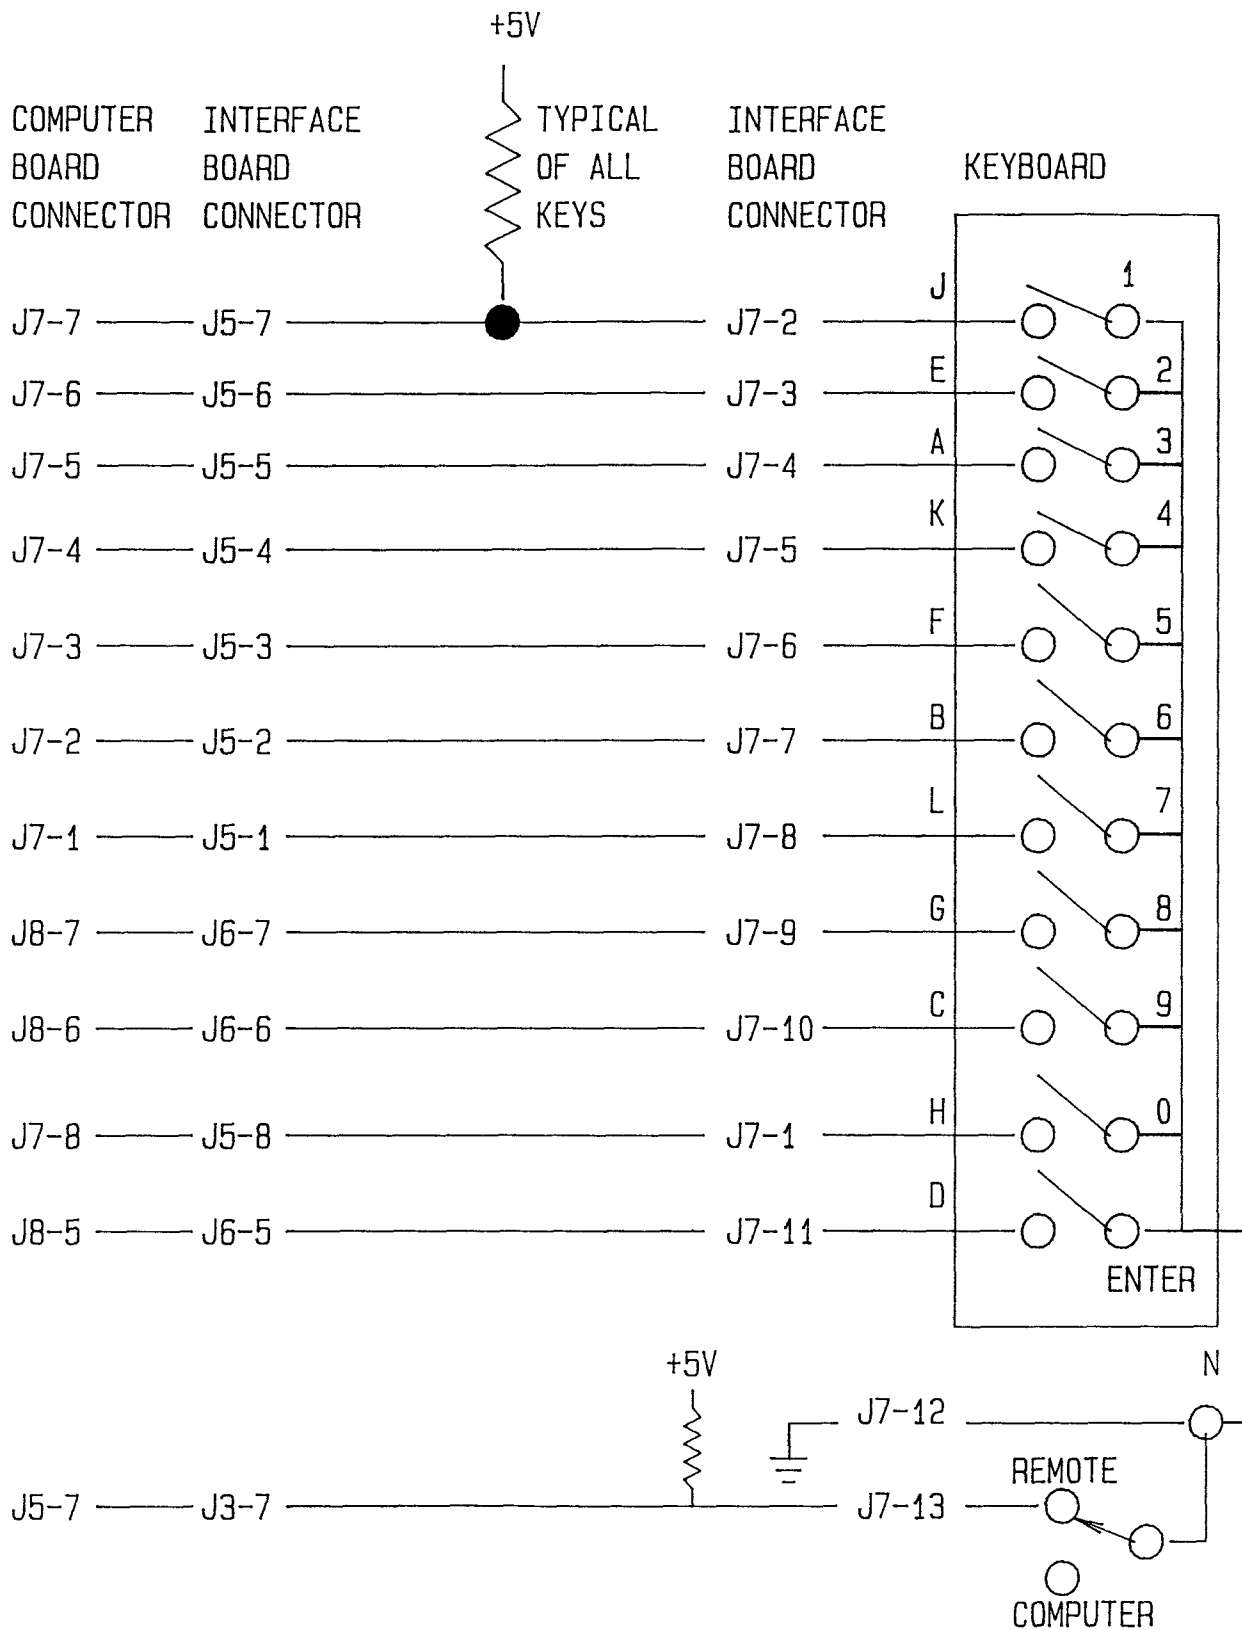 +5V
COMPUTER BOARD CONNECTOR
INTERFACE BOARD CONNECTOR
TYPICAL OF ALL KEYS
INTERFACE BOARD CONNECTOR
KEYBOARD
J7-7 J5-7 J7-2 J 1
J7-6 J5-6 J7-3 E 2
J7-5 J5-5 J7-4 A 3
J7-4 J5-4 J7-5 K 4
J7-3 J5-3 J7-6 F 5
J7-2 J5-2 J7-7 B 6
J7-1 J5-1 J7-8 L 7
J8-7 J6-7 J7-9 G 8
J8-6 J6-6 J7-10 C 9
J7-8 J5-8 J7-1 H 0
J8-5 J6-5 J7-11 D
ENTER
+5V N
J7-12
REMOTE
J5-7 J3-7 J7-13
COMPUTER